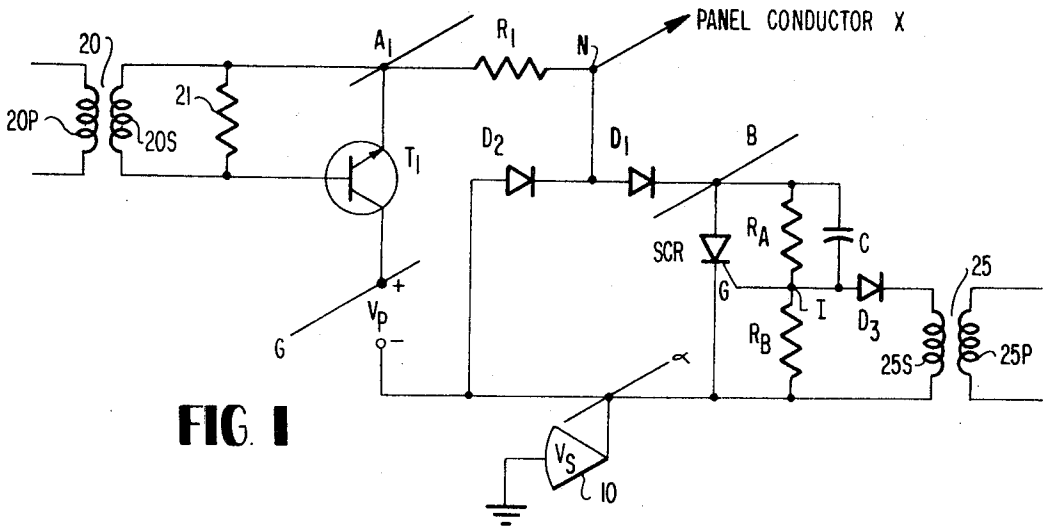 PANEL CONDUCTOR X
A1
R1
N
20
21
20P
20S
D2
D1
B
T1
SCR
RA
C
25
G
I
D3
+
VP
G
−
RB
25S
25P
α
FIG. 1
VS
10